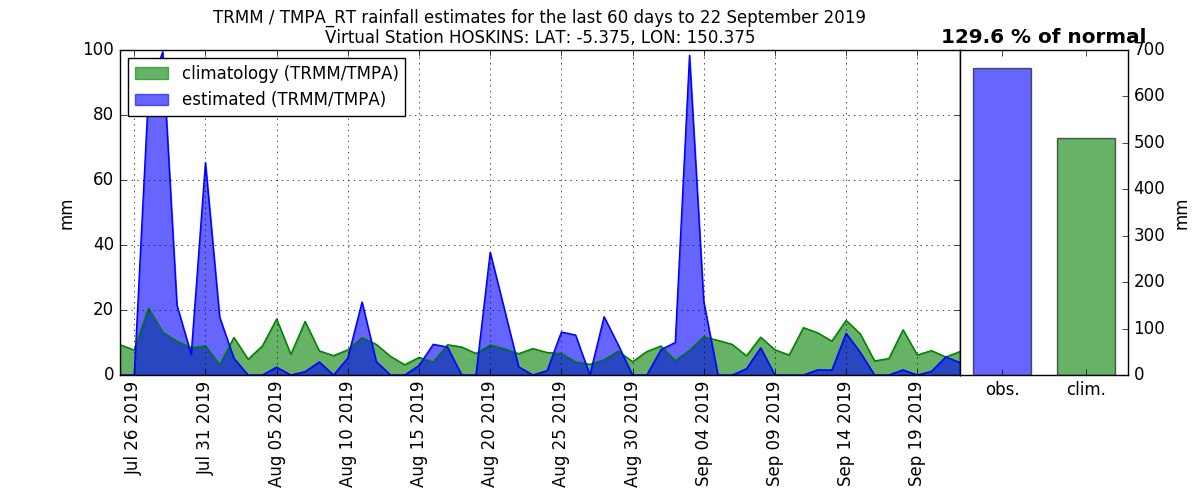 TRMM / TMPA_RT rainfall estimates for the last 60 days to 22 September 2019
Virtual Station HOSKINS: LAT: -5.375, LON: 150.375
129.6 % of normal
climatology (TRMM/TMPA)
estimated (TRMM/TMPA)
mm
100
80
60
40
20
0
Jul 26 2019
Jul 31 2019
Aug 05 2019
Aug 10 2019
Aug 15 2019
Aug 20 2019
Aug 25 2019
Aug 30 2019
Sep 04 2019
Sep 09 2019
Sep 14 2019
Sep 19 2019
700
600
500
400
300
200
100
0
mm
obs.
clim.